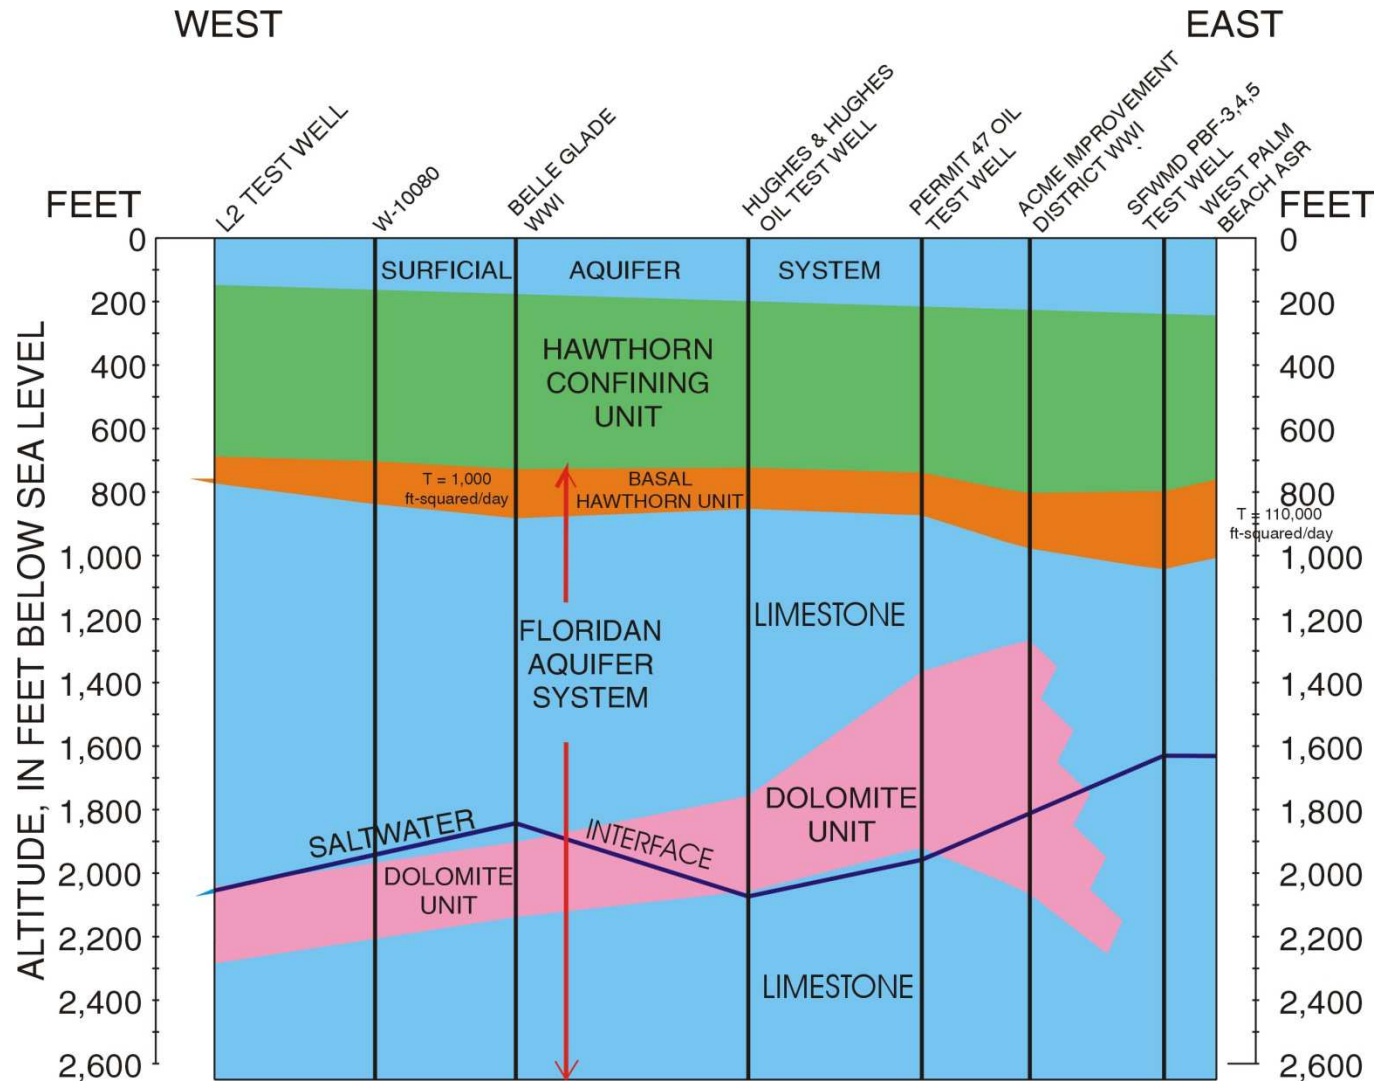 WEST
EAST
L2 TEST WELL
W-10080
BELLE GLADE
WWI
HUGHES & HUGHES
OIL TEST WELL
PERMIT 47 OIL
TEST WELL
ACME IMPROVEMENT
DISTRICT WWI
SFWMD PBF-3,4,5
TEST WELL
WEST PALM
BEACH ASR
FEET
FEET
ALTITUDE, IN FEET BELOW SEA LEVEL
0
200
400
600
800
1,000
1,200
1,400
1,600
1,800
2,000
2,200
2,400
2,600
SURFICIAL AQUIFER SYSTEM
HAWTHORN
CONFINING
UNIT
T = 1,000
ft-squared/day
BASAL
HAWTHORN UNIT
LIMESTONE
FLORIDAN
AQUIFER
SYSTEM
SALTWATER INTERFACE
DOLOMITE
UNIT
DOLOMITE
UNIT
LIMESTONE
0
200
400
600
800
T = 110,000
ft-squared/day
1,000
1,200
1,400
1,600
1,800
2,000
2,200
2,400
2,600